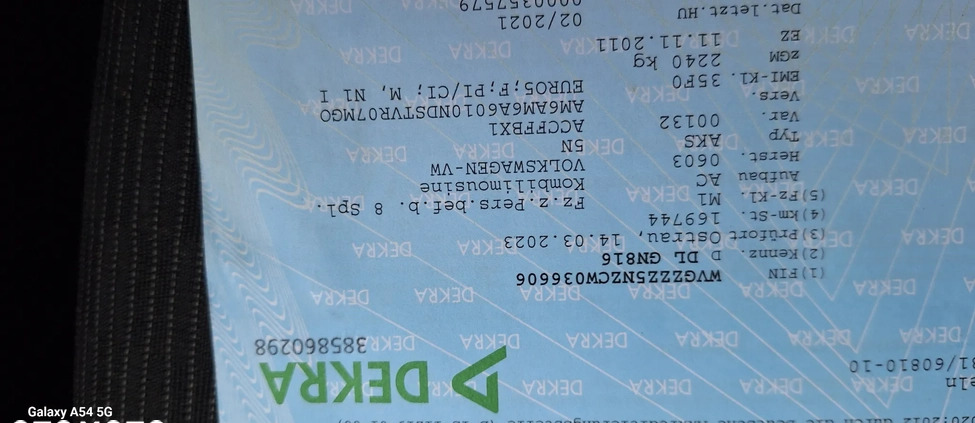 DEKRA
385860298
(1)FIN WVGZZZ5NZCW036606
(2)Kennz. D DL GN816
(3)Prüfort Ostrau, 14.03.2023
(4)km-St. 169744
(5)Fz-Kl. M1 Fz.z.Pers.bef.b. 8 Spl.
Aufbau AC Kombilimousine
Herst. 0603 VOLKSWAGEN-VW
Typ AKS 5N
Var. 00132 ACCFFBX1
Vers. AM6AM6A6010NDSTVR07MGO
EMI-Kl. 35F0 EURO5;F;PI/CI; M, N1 I
zGM 2240 kg
EZ 11.11.2011
Dat.letzt.HU 02/2021
Galaxy A54 5G